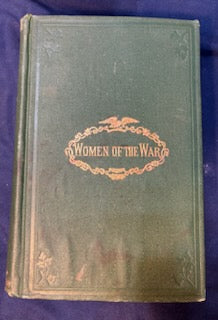 WOMEN OF THE WAR